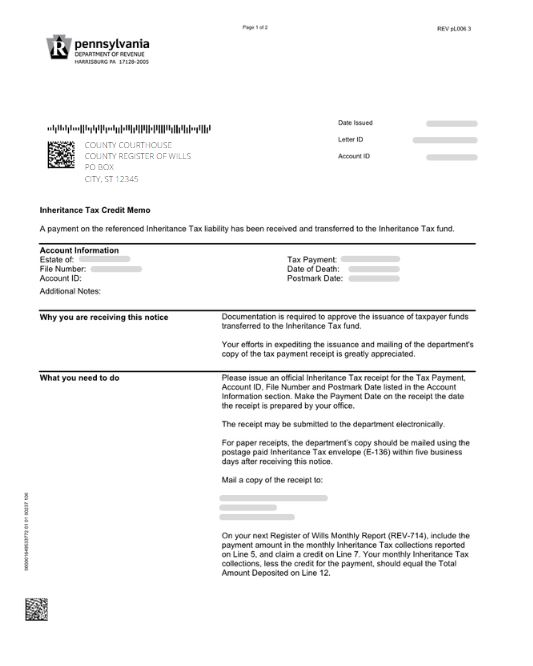 Page 1 of 2
REV pL006 3
pennsylvania
DEPARTMENT OF REVENUE
HARRISBURG PA 17128-2005
Date Issued
COUNTY COURTHOUSE
Letter ID
COUNTY REGISTER OF WILLS
Account ID
PO BOX
CITY, ST 12345
Inheritance Tax Credit Memo
A payment on the referenced Inheritance Tax liability has been received and transferred to the Inheritance Tax fund.
Account Information
Estate of:
File Number:
Account ID:
Additional Notes:
Tax Payment:
Date of Death:
Postmark Date:
Why you are receiving this notice
Documentation is required to approve the issuance of taxpayer funds
transferred to the Inheritance Tax fund.
Your efforts in expediting the issuance and mailing of the department's
copy of the tax payment receipt is greatly appreciated.
What you need to do
Please issue an official Inheritance Tax receipt for the Tax Payment,
Account ID, File Number and Postmark Date listed in the Account
Information section. Make the Payment Date on the receipt the date
the receipt is prepared by your office.
The receipt may be submitted to the department electronically.
For paper receipts, the department's copy should be mailed using the
postage paid Inheritance Tax envelope (E-136) within five business
days after receiving this notice.
Mail a copy of the receipt to:
On your next Register of Wills Monthly Report (REV-714), include the
payment amount in the monthly Inheritance Tax collections reported
on Line 5, and claim a credit on Line 7. Your monthly Inheritance Tax
collections, less the credit for the payment, should equal the Total
Amount Deposited on Line 12.